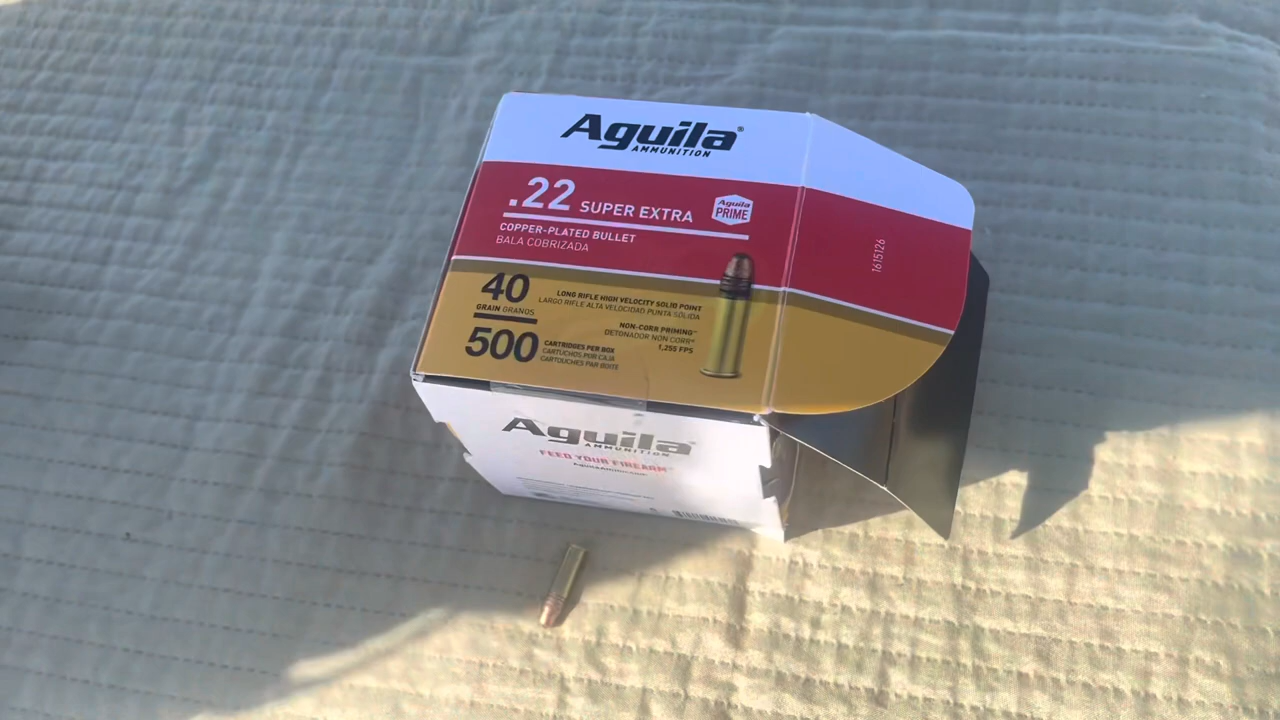 Aguila®
AMMUNITION
.22 SUPER EXTRA
Aguila
PRIME
COPPER-PLATED BULLET
BALA COBRIZADA
1615126
40
GRAIN GRANOS
LONG RIFLE HIGH VELOCITY SOLID POINT
LARGO RIFLE ALTA VELOCIDAD PUNTA SOLIDA
NON-CORR PRIMING™
DETONADOR NON CORR™
1,255 FPS
500
CARTRIDGES PER BOX
CARTUCHOS POR CAJA
CARTOUCHES PAR BOITE
Aguila
AMMUNITION
FEED YOUR FIREARM